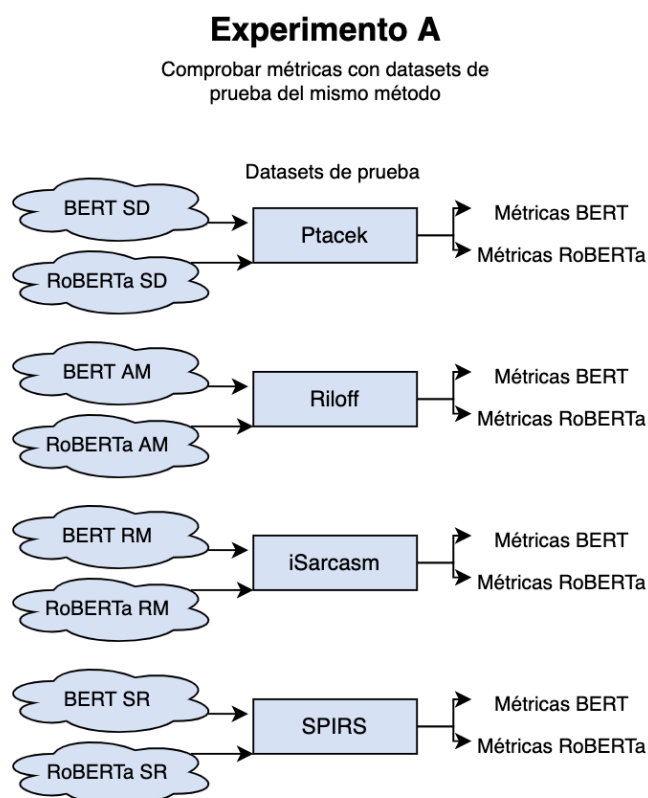 Experimento A
Comprobar métricas con datasets de
prueba del mismo método
Datasets de prueba
BERT SD
RoBERTa SD
Ptacek
Métricas BERT
Métricas RoBERTa
BERT AM
RoBERTa AM
Riloff
Métricas BERT
Métricas RoBERTa
BERT RM
RoBERTa RM
iSarcasm
Métricas BERT
Métricas RoBERTa
BERT SR
RoBERTa SR
SPIRS
Métricas BERT
Métricas RoBERTa